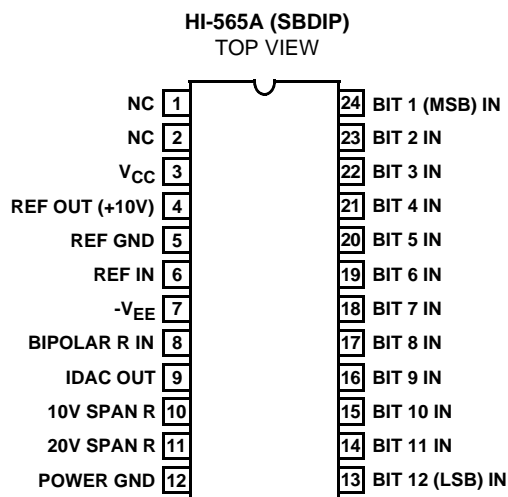 HI-565A (SBDIP)
TOP VIEW
NC 1 24 BIT 1 (MSB) IN
NC 2 23 BIT 2 IN
VCC 3 22 BIT 3 IN
REF OUT (+10V) 4 21 BIT 4 IN
REF GND 5 20 BIT 5 IN
REF IN 6 19 BIT 6 IN
-VEE 7 18 BIT 7 IN
BIPOLAR R IN 8 17 BIT 8 IN
IDAC OUT 9 16 BIT 9 IN
10V SPAN R 10 15 BIT 10 IN
20V SPAN R 11 14 BIT 11 IN
POWER GND 12 13 BIT 12 (LSB) IN